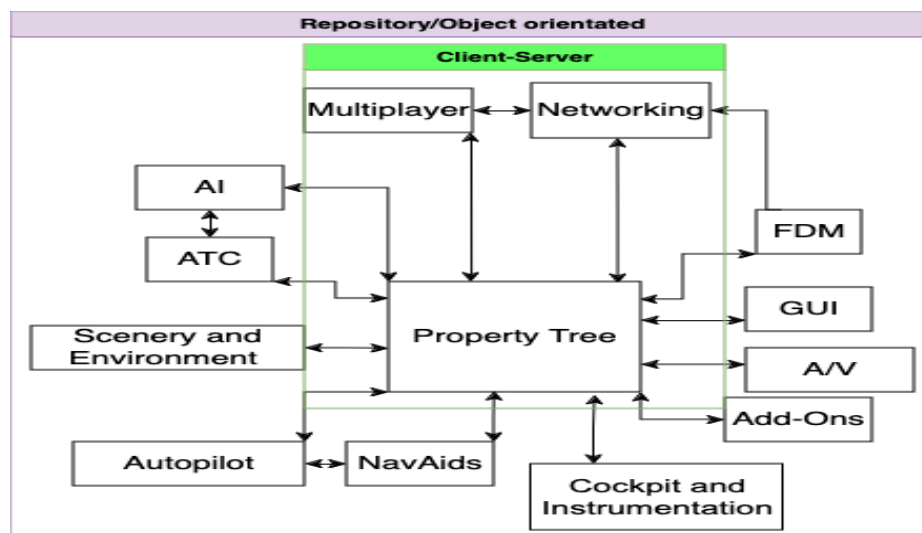 Repository/Object orientated
Client-Server
Multiplayer
Networking
AI
FDM
ATC
Property Tree
GUI
Scenery and
Environment
A/V
Add-Ons
Autopilot
NavAids
Cockpit and
Instrumentation